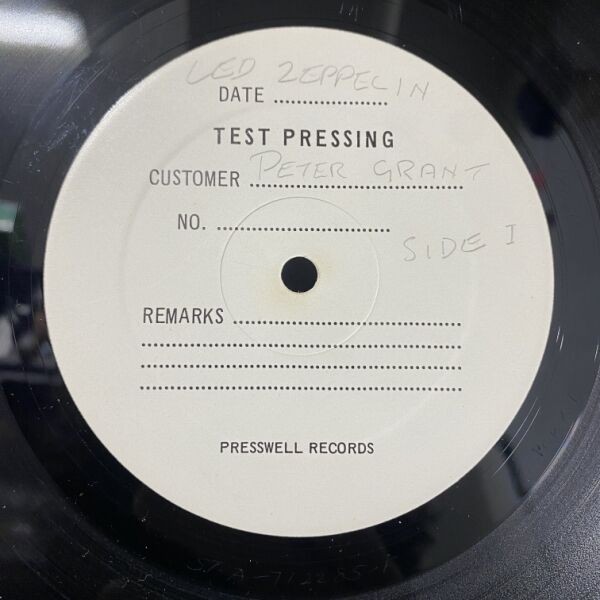 LED ZEPPELIN
DATE ....................
TEST PRESSING
CUSTOMER PETER GRANT
NO. ..............................
SIDE I
REMARKS ........................................
........................................................
........................................................
........................................................
PRESSWELL RECORDS